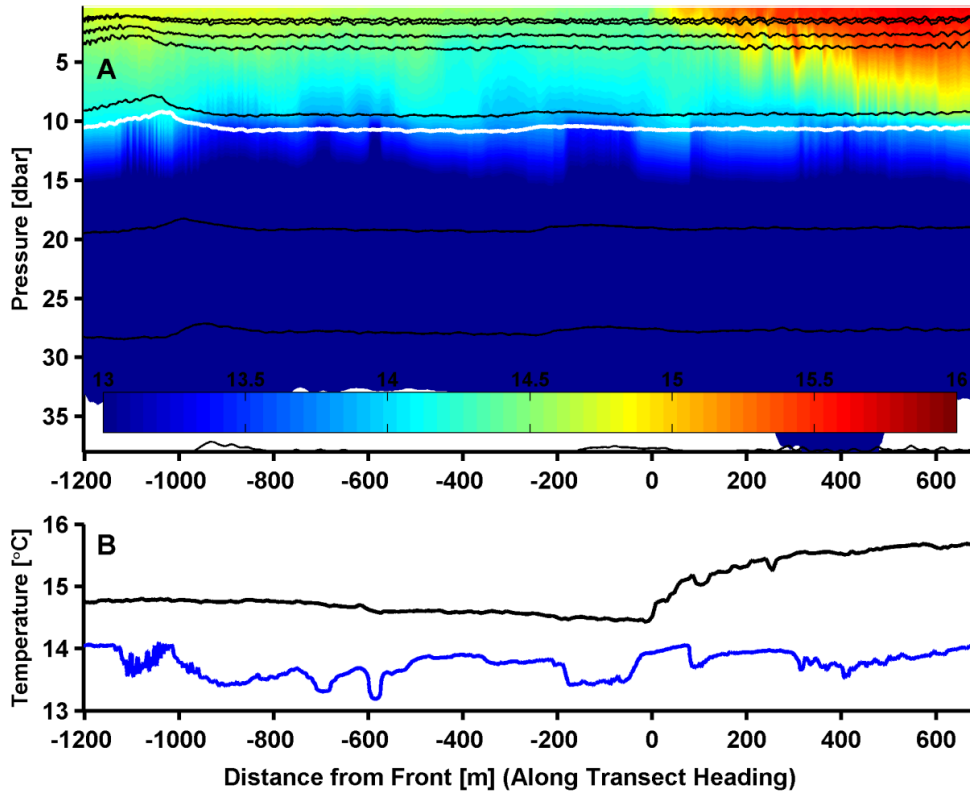 A
5
10
15
20
25
30
35
Pressure [dbar]
13 13.5 14 14.5 15 15.5 16
-1200 -1000 -800 -600 -400 -200 0 200 400 600
B
16
15
14
13
Temperature [°C]
-1200 -1000 -800 -600 -400 -200 0 200 400 600
Distance from Front [m] (Along Transect Heading)